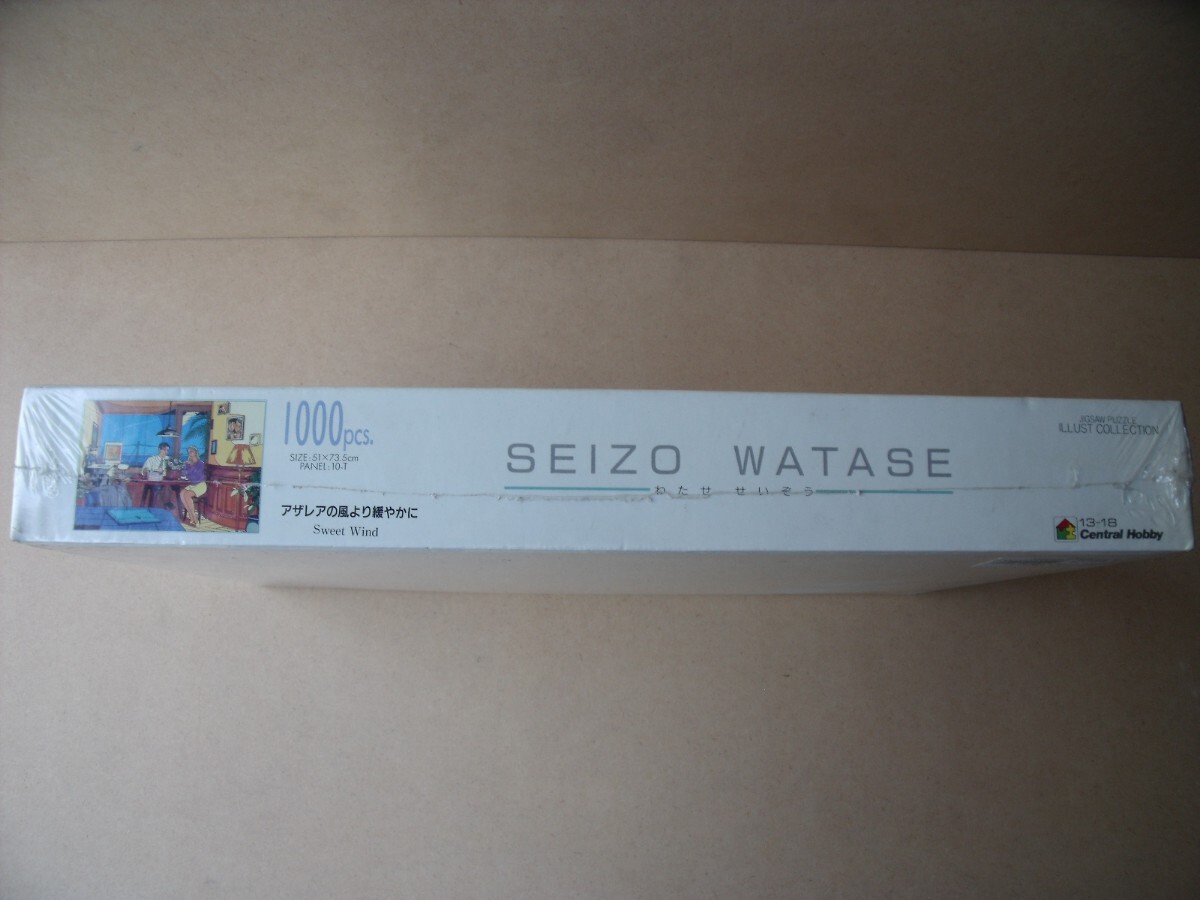 1000pcs.
SIZE: 51×73.5cm
PANEL: 10-T
アザレアの風より緩やかに
Sweet Wind
SEIZO WATASE
わたせ せいぞう
JIGSAW PUZZLE
ILLUST COLLECTION
13-18
Central Hobby